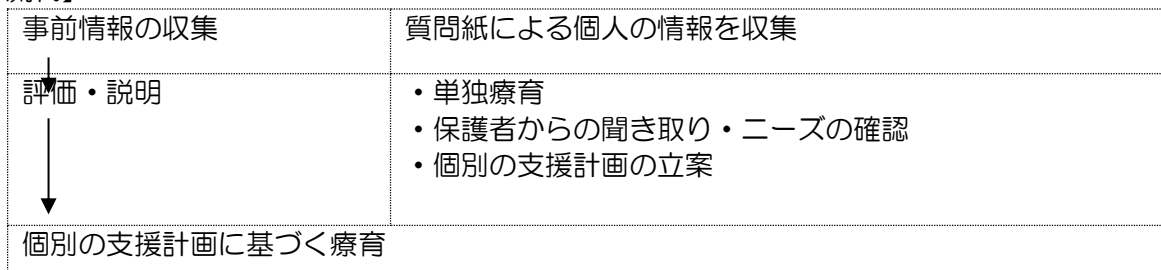 事前情報の収集 質問紙による個人の情報を収集
評価・説明 ・単独療育
・保護者からの聞き取り・ニーズの確認
・個別の支援計画の立案
個別の支援計画に基づく療育